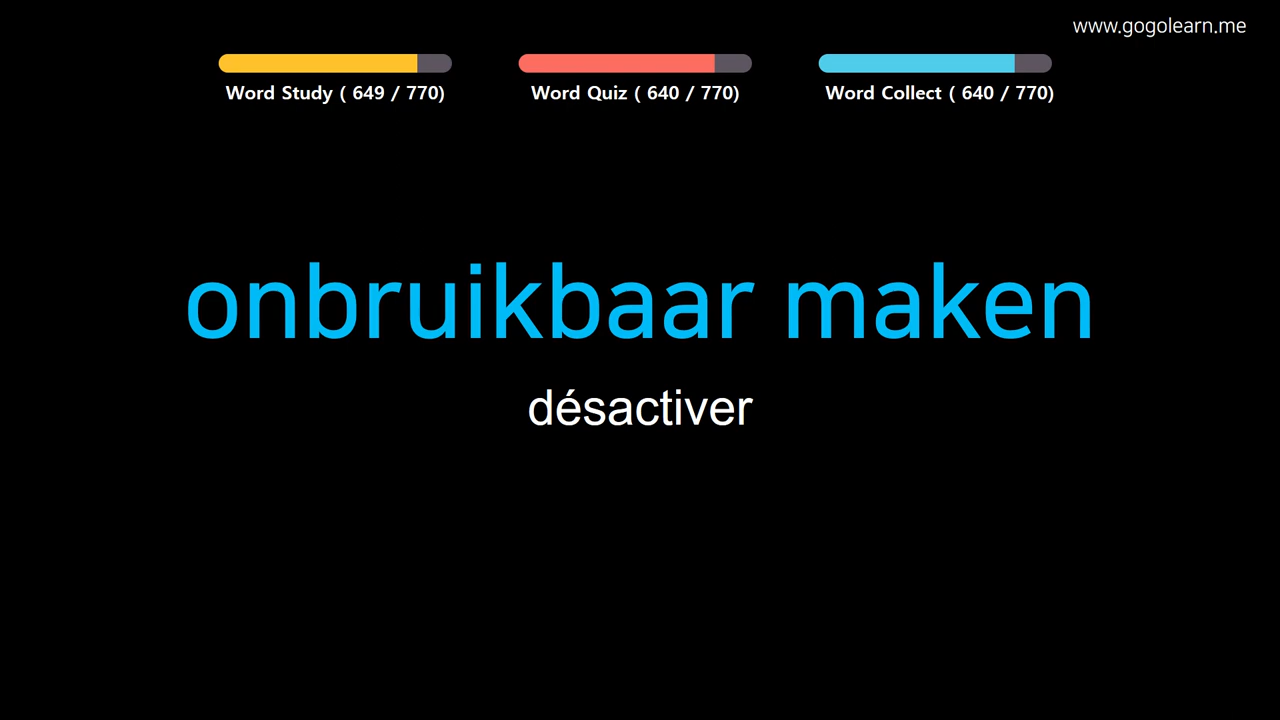 www.gogolearn.me
Word Study ( 649 / 770)
Word Quiz ( 640 / 770)
Word Collect ( 640 / 770)
onbruikbaar maken
désactiver